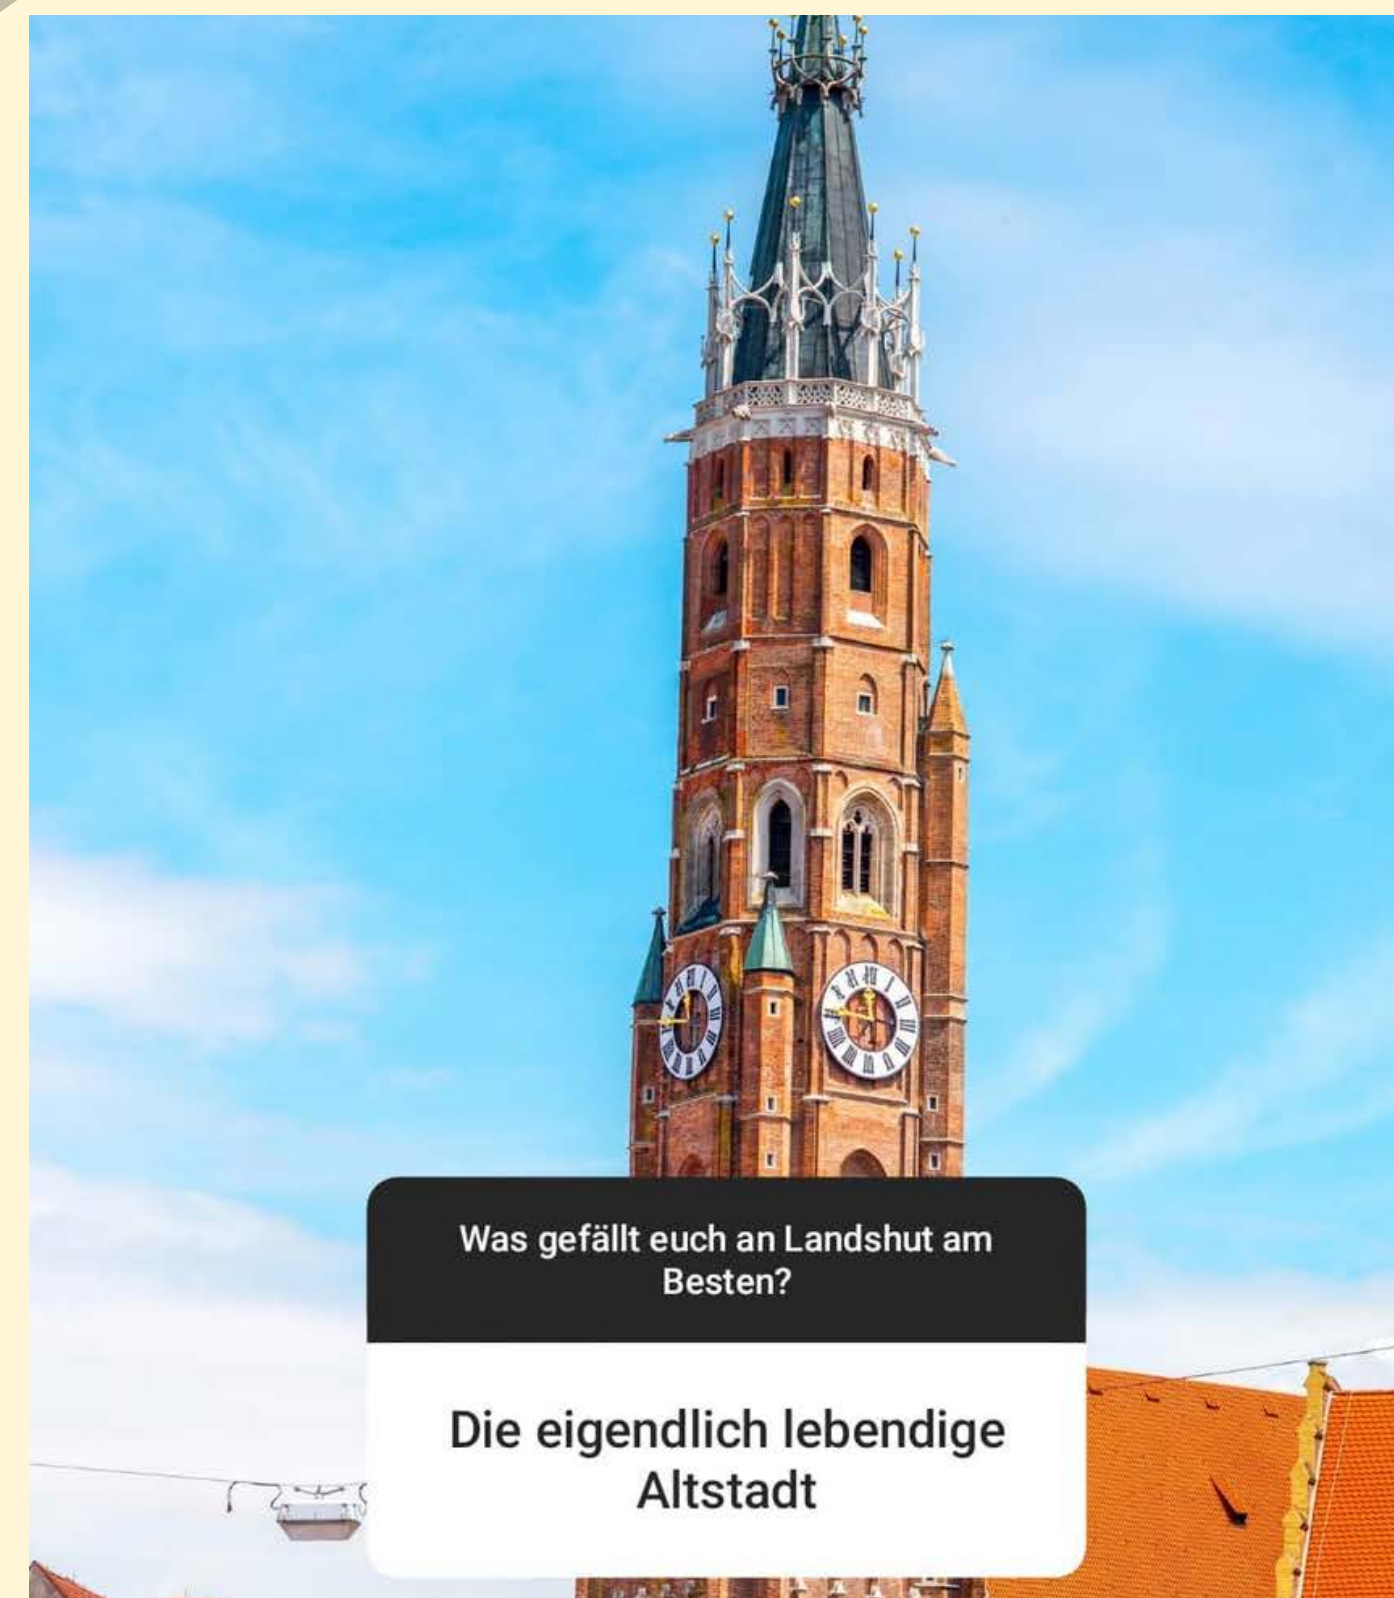 Was gefällt euch an Landshut am
Besten?
Die eigendlich lebendige
Altstadt